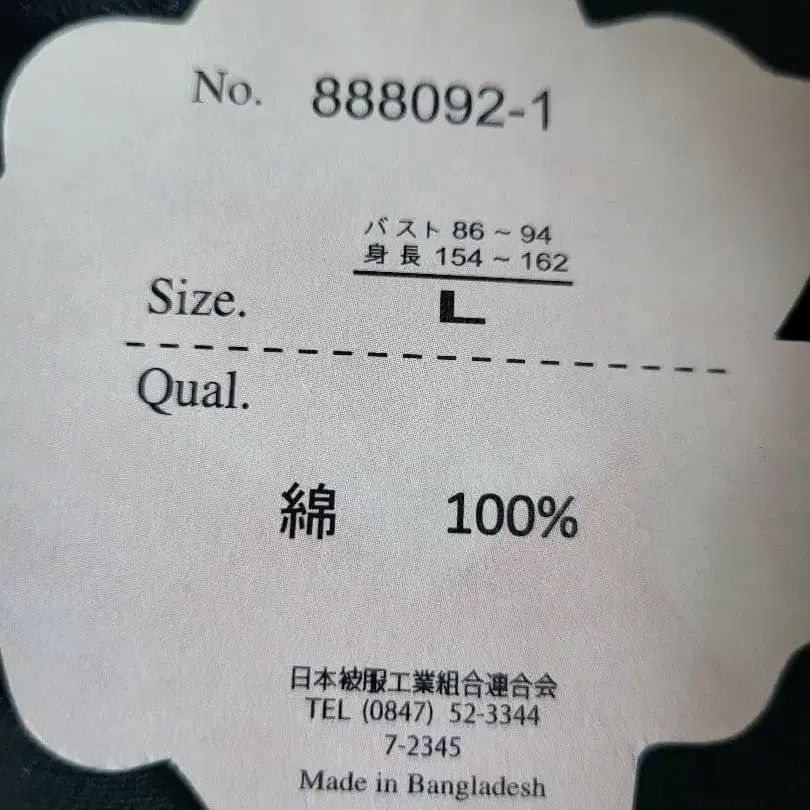 No. 888092-1
バスト 86 ~ 94
身長 154 ~ 162
Size. L
Qual.
綿 100%
日本被服工業組合連合会
TEL (0847) 52-3344
7-2345
Made in Bangladesh